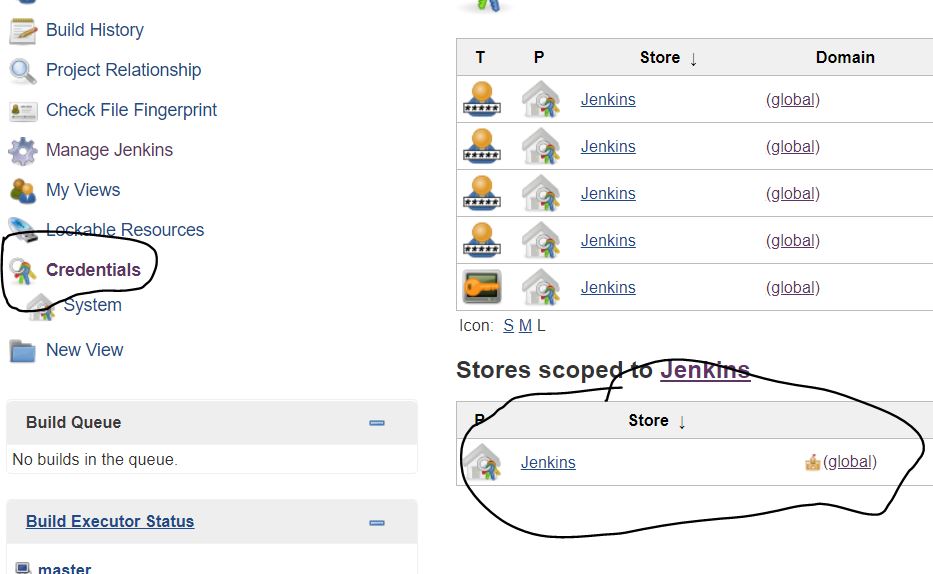 Build History
Project Relationship
Check File Fingerprint
Manage Jenkins
My Views
Lockable Resources
Credentials
System
New View
Build Queue
No builds in the queue.
Build Executor Status
master
T P Store ↓ Domain
Jenkins (global)
Jenkins (global)
Jenkins (global)
Jenkins (global)
Jenkins (global)
Icon: S M L
Stores scoped to Jenkins
P Store ↓
Jenkins (global)